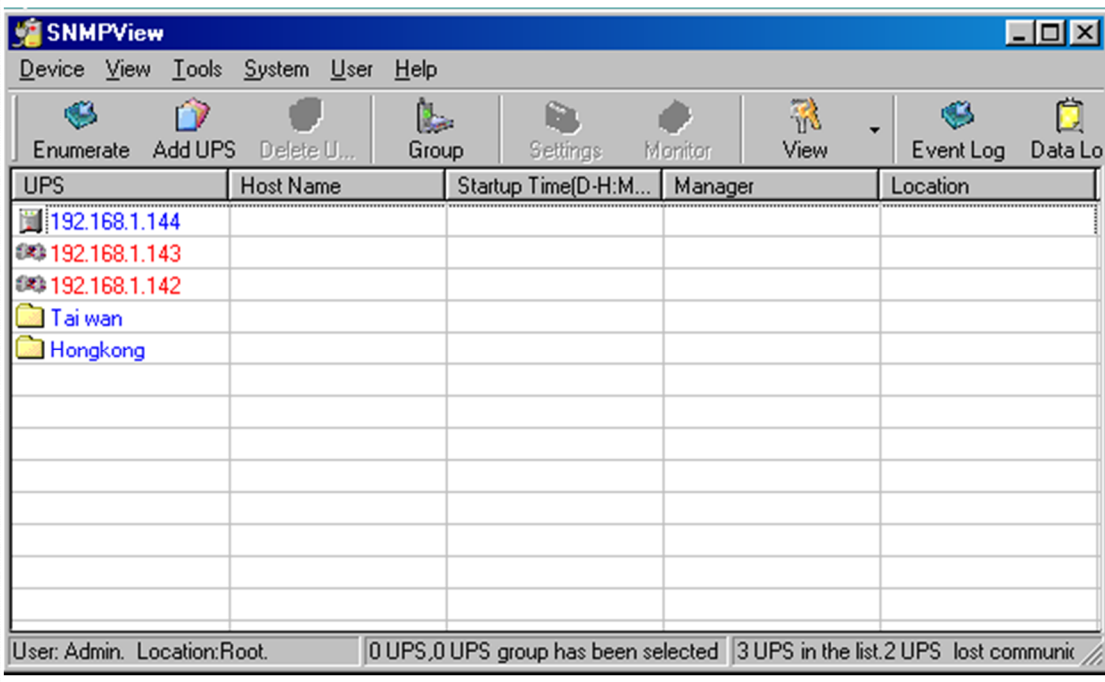 SNMPView
Device View Tools System User Help
Enumerate Add UPS Delete U... Group Settings Monitor View Event Log Data Lo
UPS Host Name Startup Time(D-H:M... Manager Location
192.168.1.144
192.168.1.143
192.168.1.142
Tai wan
Hongkong
User: Admin. Location:Root. 0 UPS,0 UPS group has been selected 3 UPS in the list.2 UPS lost communic